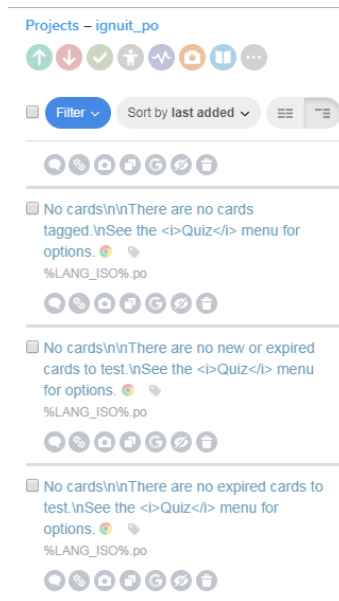 Projects – ignuit_po
Filter
Sort by last added
No cards\n\nThere are no cards
tagged.\nSee the <i>Quiz</i> menu for
options.
%LANG_ISO%.po
No cards\n\nThere are no new or expired
cards to test.\nSee the <i>Quiz</i> menu
for options.
%LANG_ISO%.po
No cards\n\nThere are no expired cards to
test.\nSee the <i>Quiz</i> menu for
options.
%LANG_ISO%.po